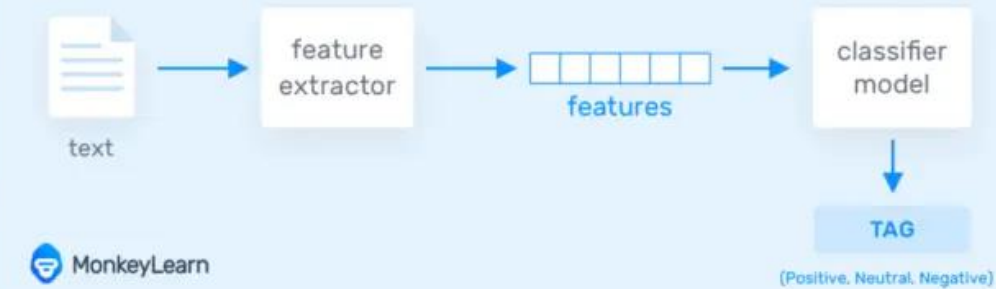 text
feature
extractor
features
classifier
model
TAG
(Positive, Neutral, Negative)
MonkeyLearn